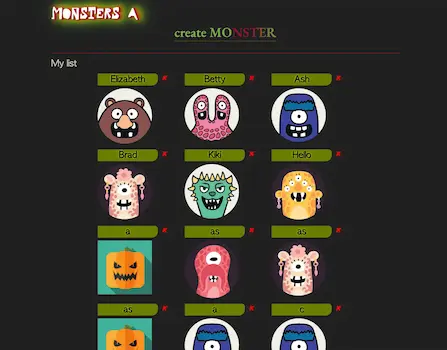 MONSTERS A
create MONSTER
My list
Elizabeth x Betty x Ash x
Brad x Kiki x Hello x
a x as x as x
as x a x c x